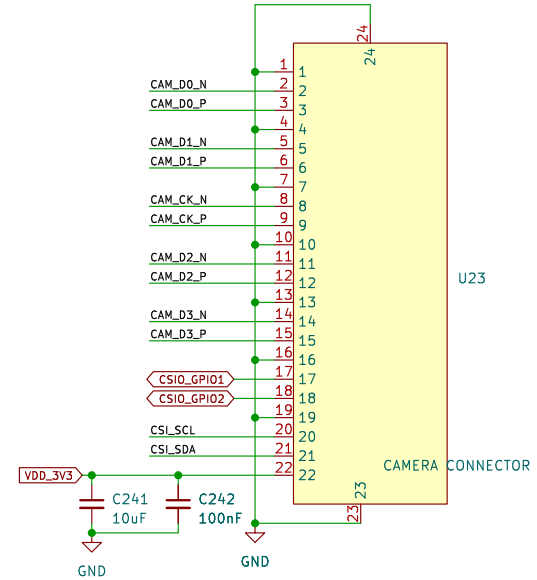 24
24
1 1
CAM_D0_N 2 2
CAM_D0_P 3 3
4 4
CAM_D1_N 5 5
CAM_D1_P 6 6
7 7
CAM_CK_N 8 8
CAM_CK_P 9 9
10 10
CAM_D2_N 11 11
CAM_D2_P 12 12
U23
13 13
CAM_D3_N 14 14
CAM_D3_P 15 15
16 16
CSIO_GPIO1 17 17
CSIO_GPIO2 18 18
19 19
CSI_SCL 20 20
CSI_SDA 21 21
CAMERA CONNECTOR
VDD_3V3 22 22
23
23
C241
10uF
C242
100nF
GND
GND